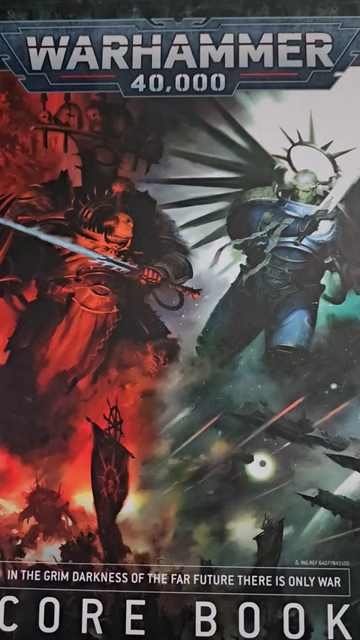 WARHAMMER
40,000
IN THE GRIM DARKNESS OF THE FAR FUTURE THERE IS ONLY WAR
CORE BOOK